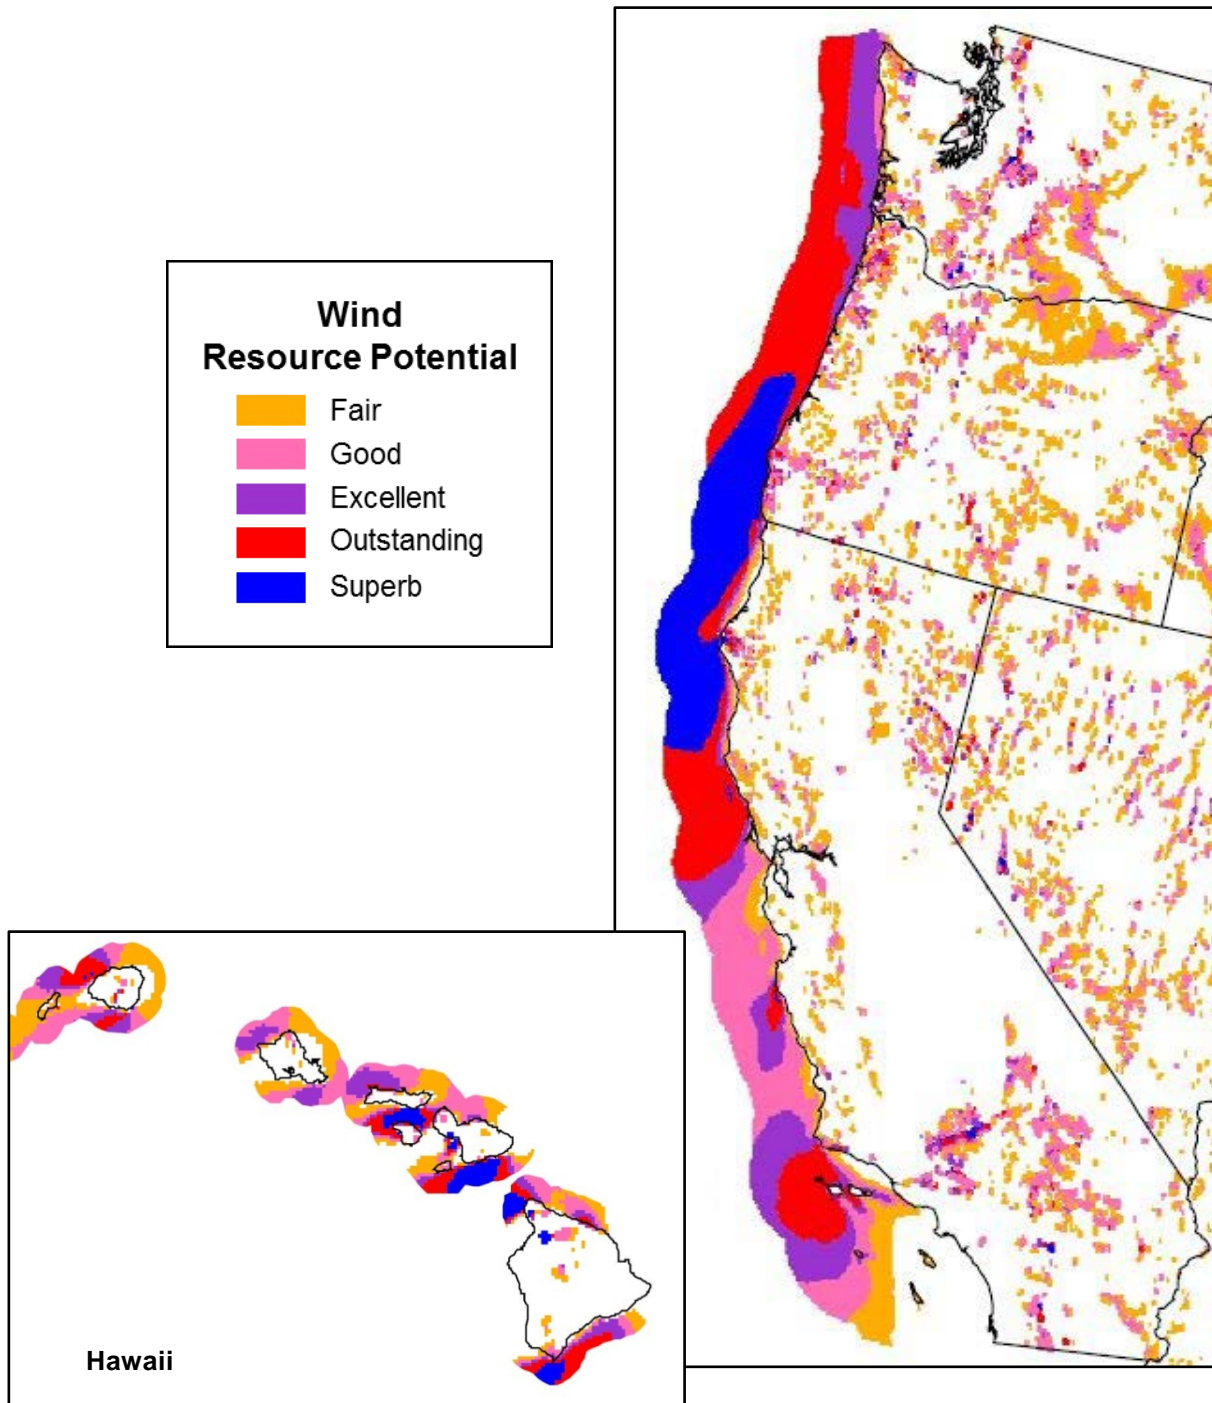 Wind
Resource Potential
Fair
Good
Excellent
Outstanding
Superb
Hawaii